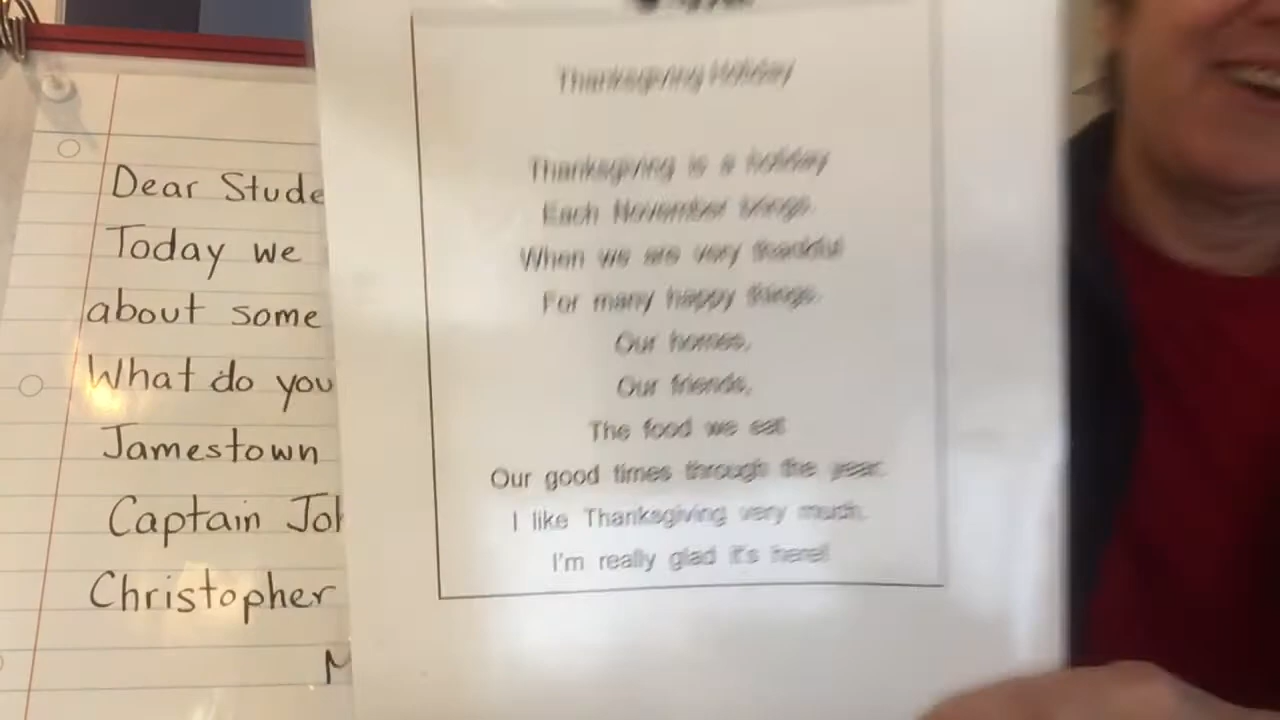 Dear Stude
Today we
about some
What do you
Jamestown
Captain Joh
Christopher
M
Thanksgiving Holiday
Thanksgiving is a holiday
Each November brings
When we are very thankful
For many happy things.
Our homes,
Our friends,
The food we eat
Our good times through the year.
I like Thanksgiving very much,
I'm really glad it's here!